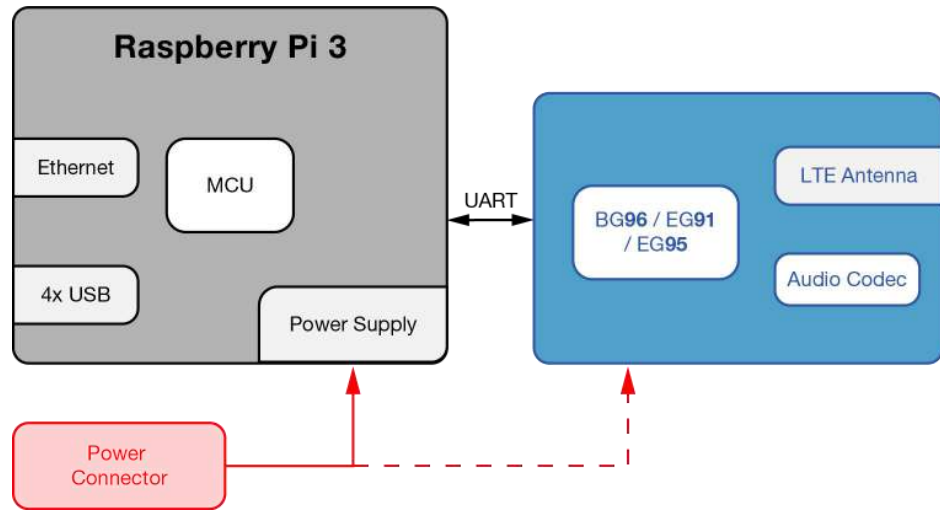 Raspberry Pi 3
Ethernet
MCU
4x USB
Power Supply
UART
BG96 / EG91
/ EG95
LTE Antenna
Audio Codec
Power
Connector